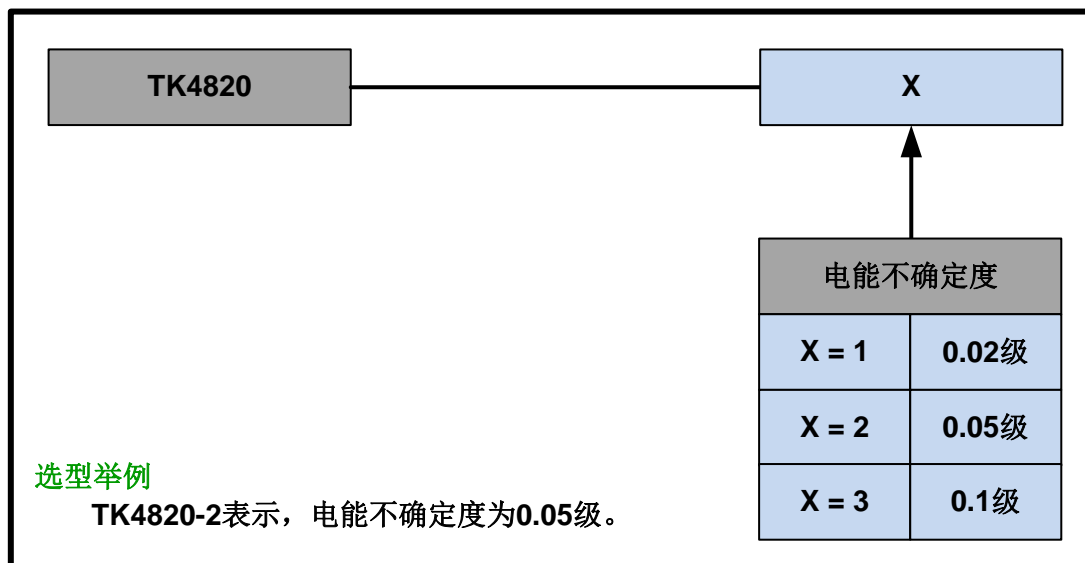 TK4820 X
电能不确定度
X = 1 0.02级
X = 2 0.05级
X = 3 0.1级
选型举例
TK4820-2表示，电能不确定度为0.05级。